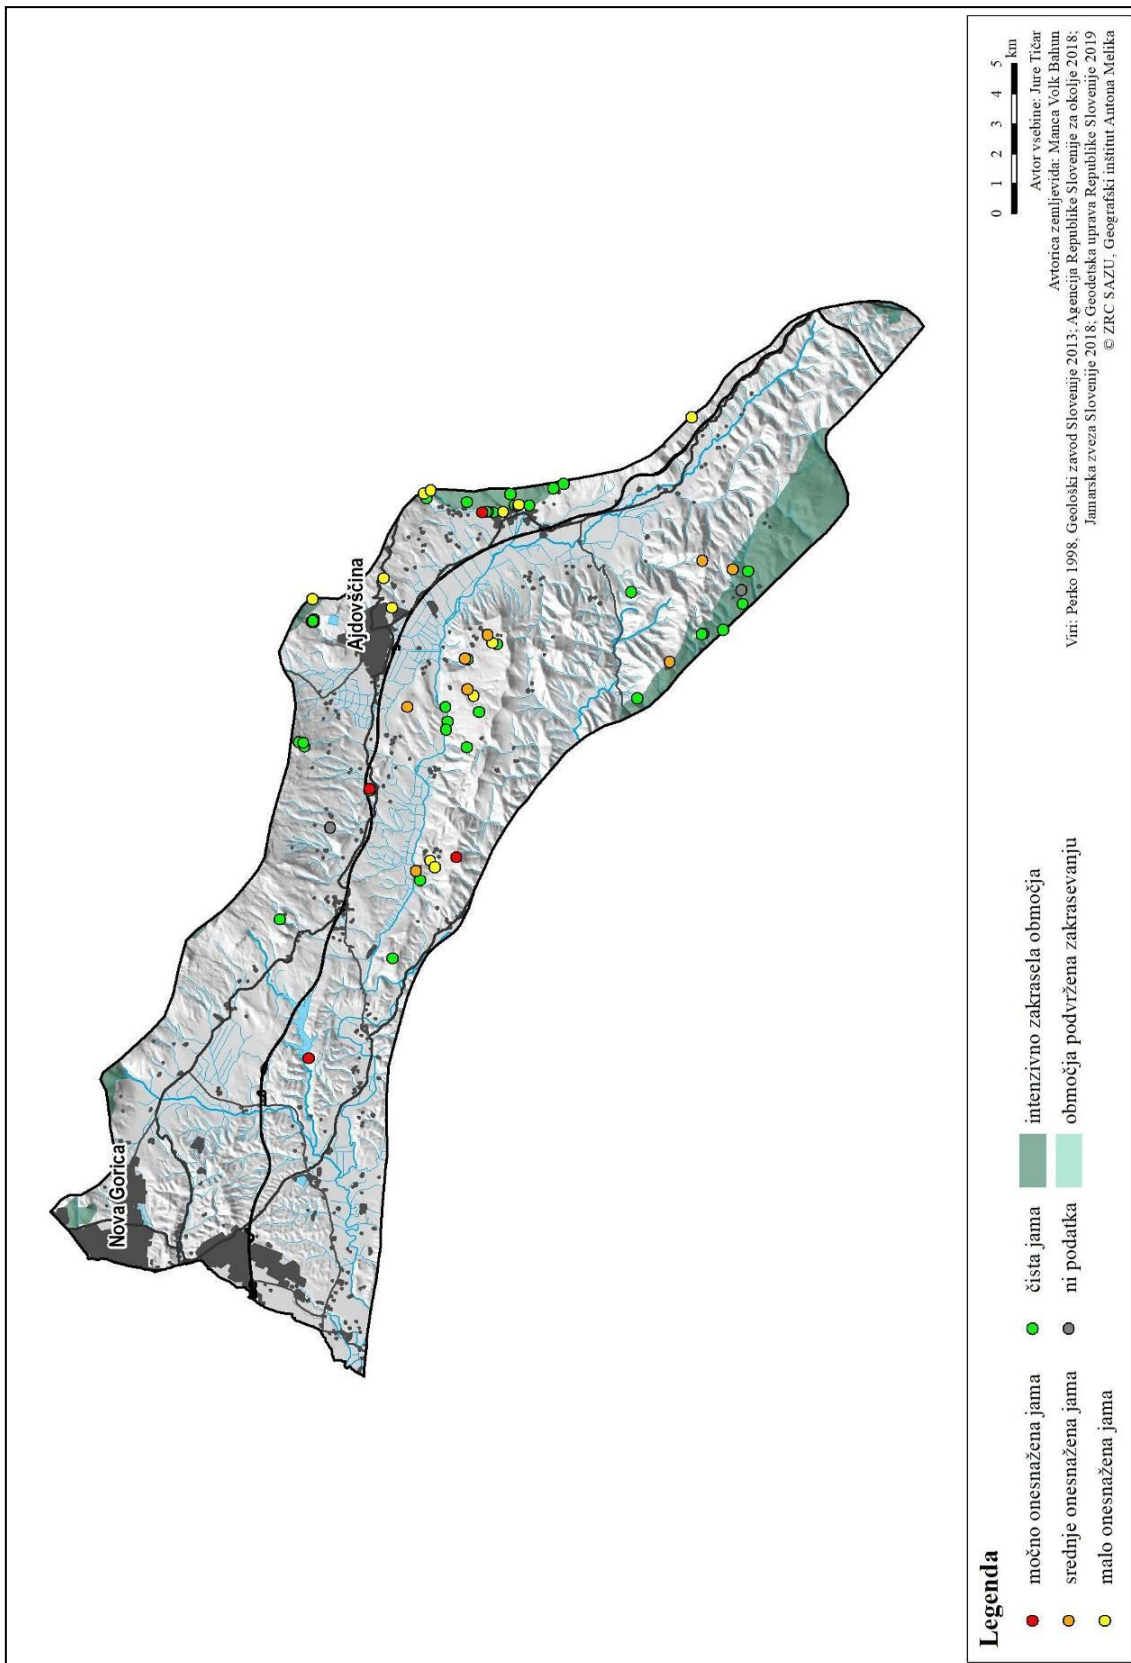 Nova Gorica
Ajdovščina
Legenda
močno onesnažena jama
srednje onesnažena jama
malo onesnažena jama
čista jama
ni podatka
intenzivno zakrasela območja
območja podvržena zakrasevanju
0 1 2 3 4 5
km
Avtor vsebine: Jure Tičar
Avtorica zemljevida: Manca Volk Bahun
Viri: Perko 1998, Geološki zavod Slovenije 2013; Agencija Republike Slovenije za okolje 2018;
Jamarska zveza Slovenije 2018; Geodetska uprava Republike Slovenije 2019
© ZRC SAZU, Geografski inštitut Antona Melika